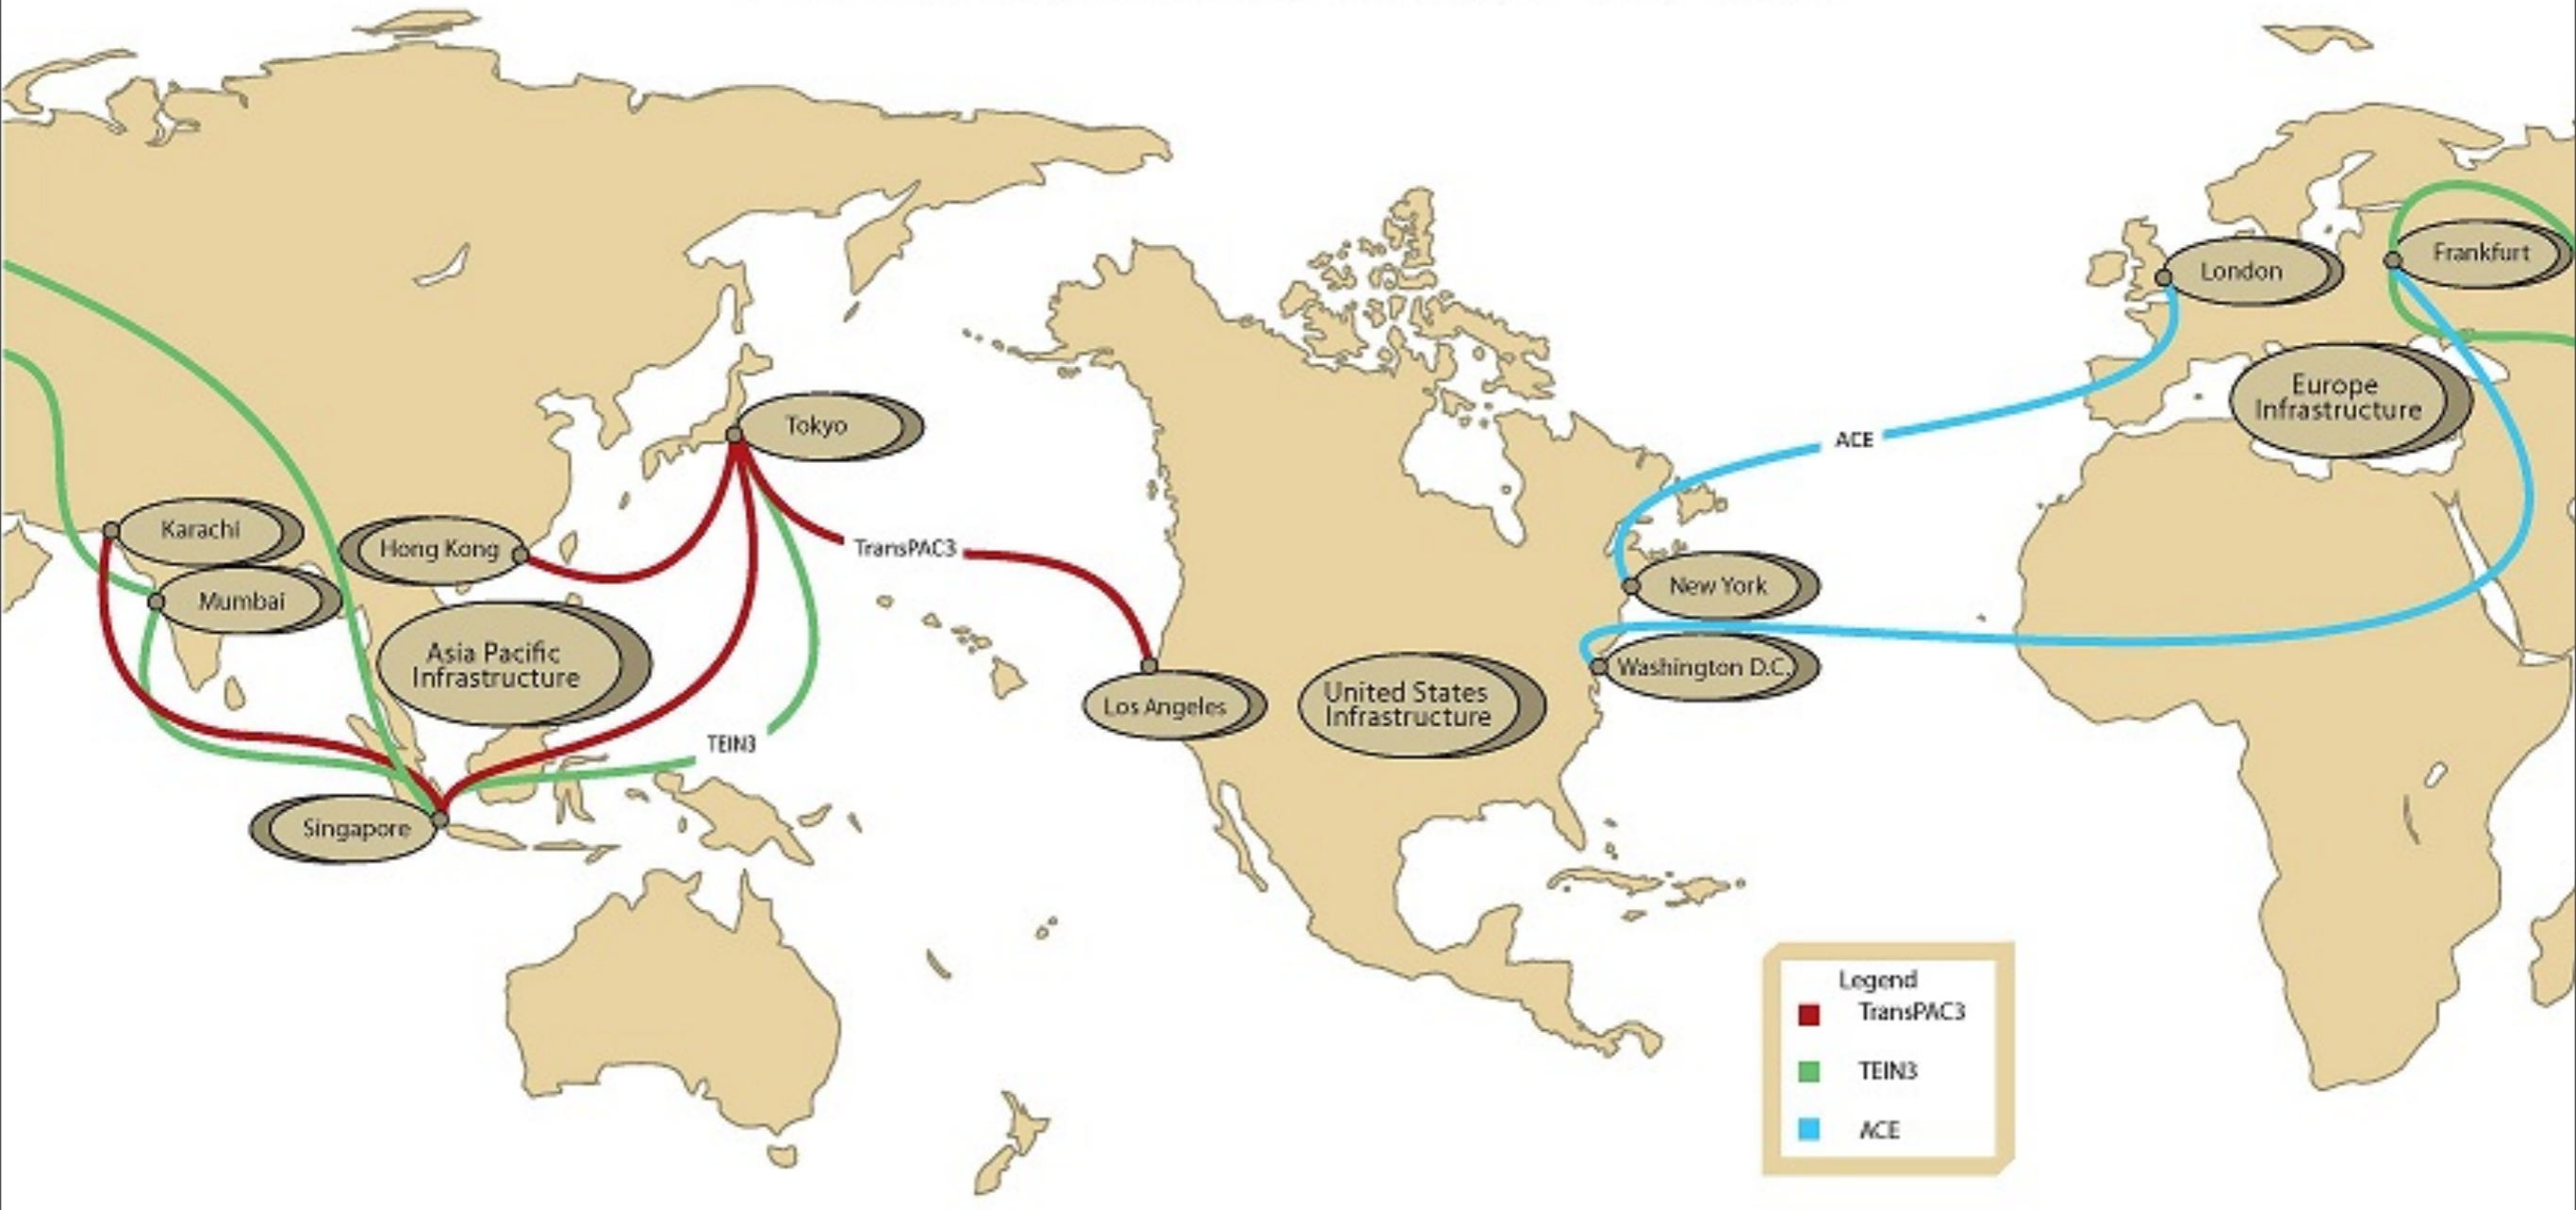 London
Frankfurt
Europe
Infrastructure
Tokyo
ACE
Karachi
Hong Kong
TransPAC3
Mumbai
New York
Asia Pacific
Infrastructure
Washington D.C.
United States
Infrastructure
Los Angeles
TEIN3
Singapore
Legend
TransPAC3
TEIN3
ACE